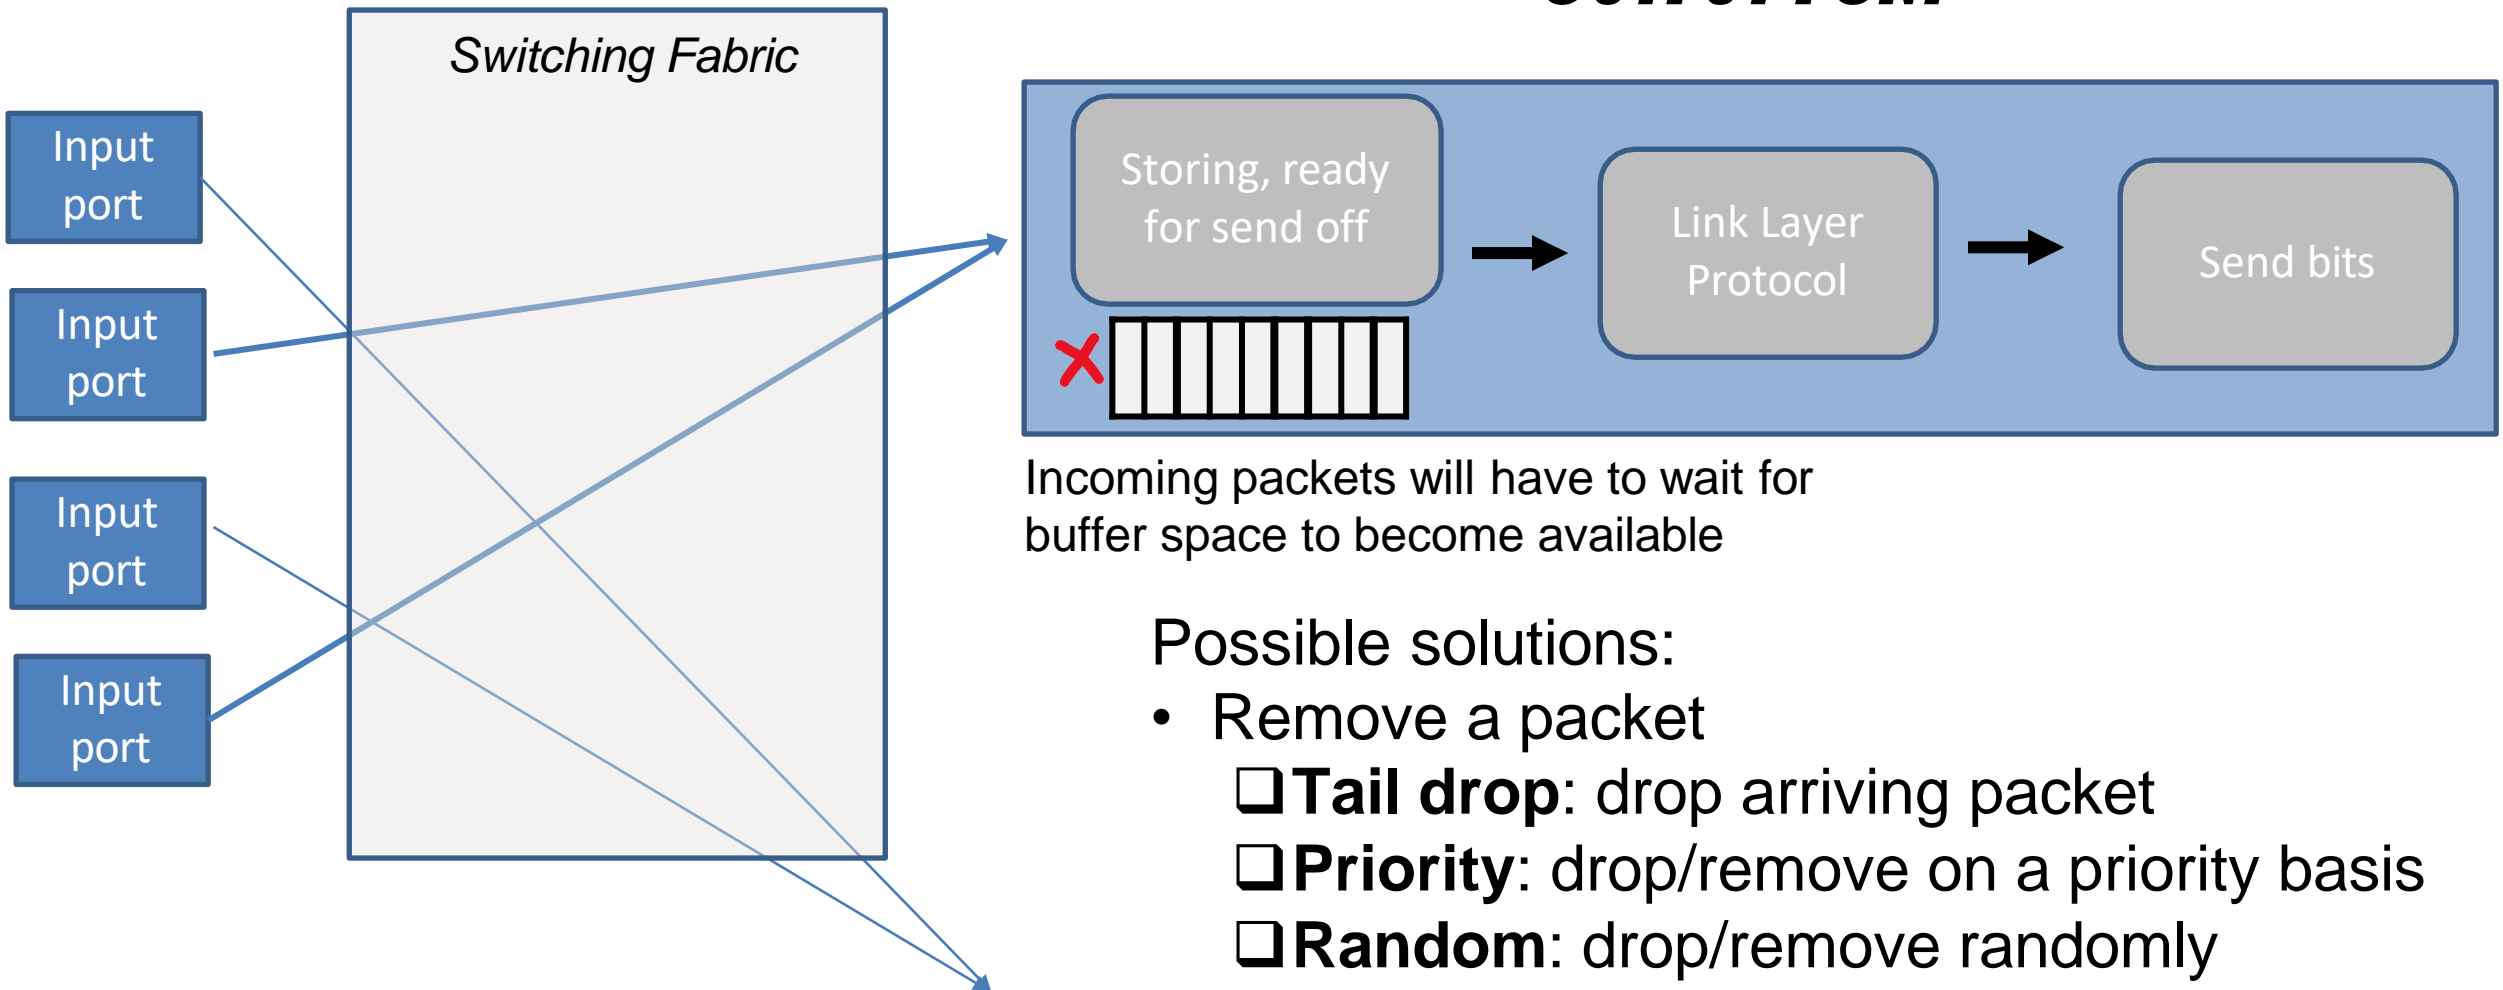 Switching Fabric
Input
port
Input
port
Input
port
Input
port
Storing, ready
for send off
Link Layer
Protocol
Send bits
Incoming packets will have to wait for
buffer space to become available
Possible solutions:
• Remove a packet
❑Tail drop: drop arriving packet
❑Priority: drop/remove on a priority basis
❑Random: drop/remove randomly